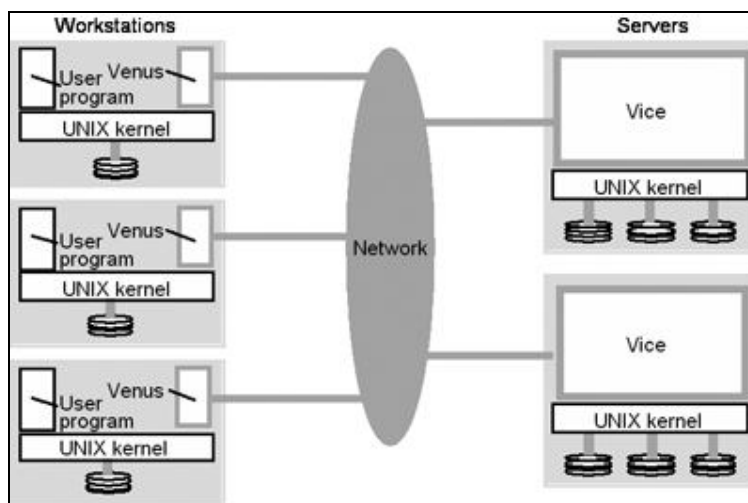 Workstations
Servers
User
program
Venus
UNIX kernel
User
program
Venus
UNIX kernel
User
program
Venus
UNIX kernel
Network
Vice
UNIX kernel
Vice
UNIX kernel